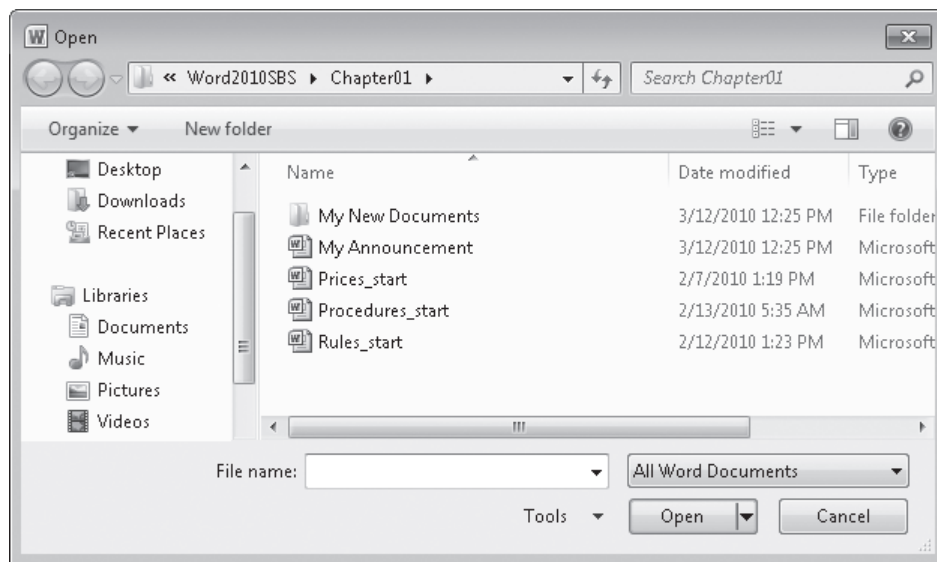 Open
« Word2010SBS ▸ Chapter01 ▸ Search Chapter01
Organize ▾ New folder
Desktop
Downloads
Recent Places
Libraries
Documents
Music
Pictures
Videos
Name Date modified Type
My New Documents 3/12/2010 12:25 PM File folder
My Announcement 3/12/2010 12:25 PM Microsoft
Prices_start 2/7/2010 1:19 PM Microsoft
Procedures_start 2/13/2010 5:35 AM Microsoft
Rules_start 2/12/2010 1:23 PM Microsoft
File name: All Word Documents
Tools Open Cancel